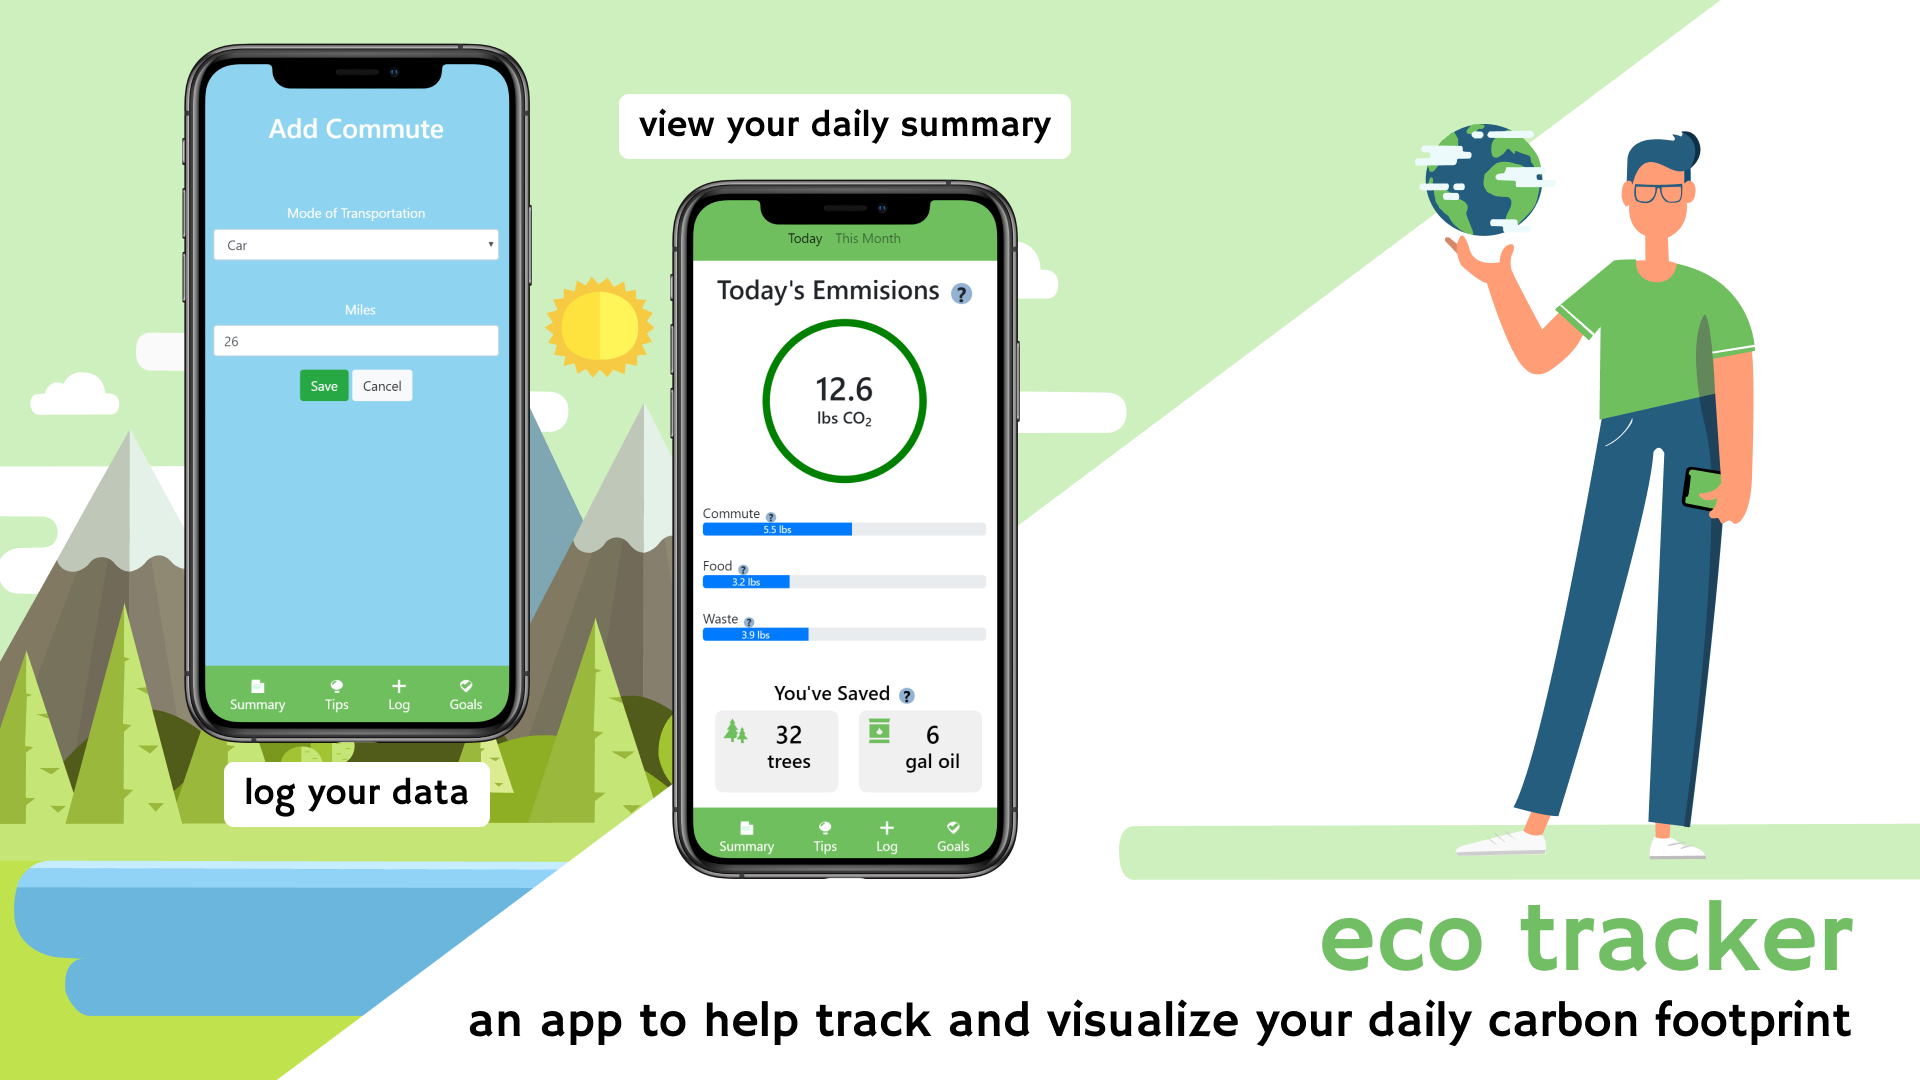 Add Commute
Mode of Transportation
Car
Miles
26
Save Cancel
Summary Tips Log Goals
log your data
view your daily summary
Today This Month
Today's Emmisions ?
12.6
lbs CO₂
Commute ?
5.5 lbs
Food ?
3.2 lbs
Waste ?
3.9 lbs
You've Saved ?
32
trees
6
gal oil
Summary Tips Log Goals
eco tracker
an app to help track and visualize your daily carbon footprint